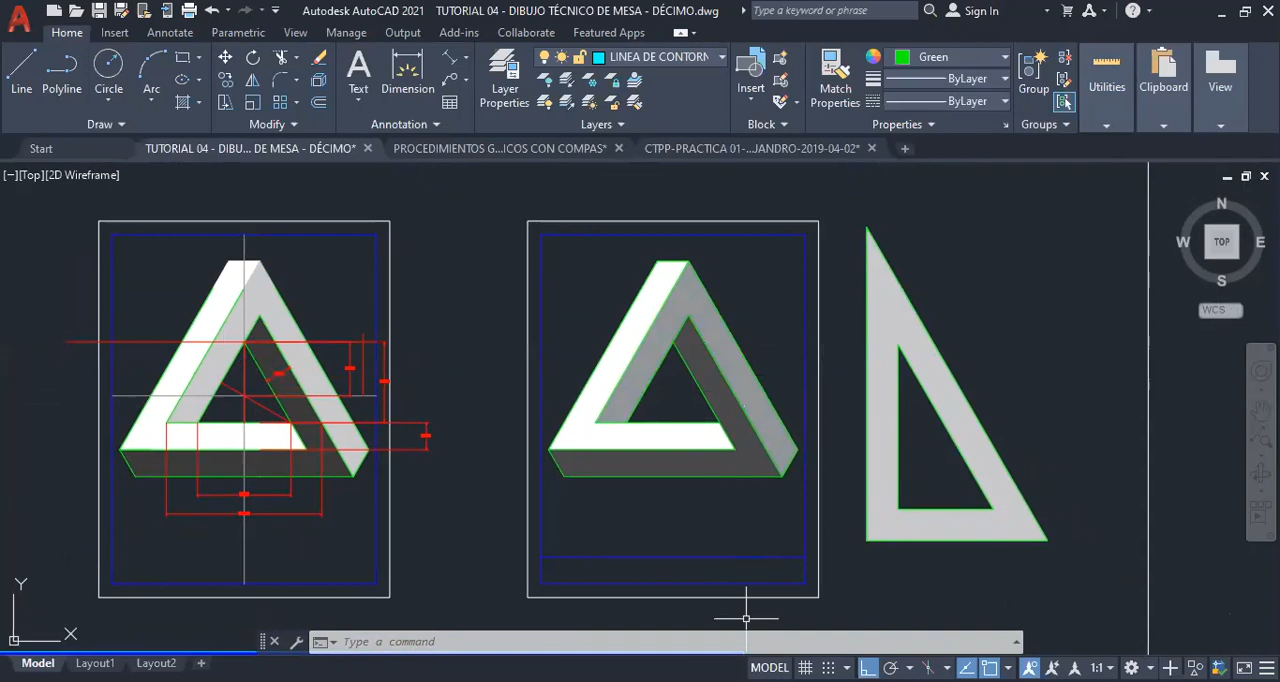 Autodesk AutoCAD 2021 TUTORIAL 04 - DIBUJO TÉCNICO DE MESA - DÉCIMO.dwg Type a keyword or phrase Sign In
Home Insert Annotate Parametric View Manage Output Add-ins Collaborate Featured Apps
LINEA DE CONTORN Green
ByLayer
ByLayer
Line Polyline Circle Arc Text Dimension Layer Properties Insert Match Properties Group Utilities Clipboard View
Draw Modify Annotation Layers Block Properties Groups
Start TUTORIAL 04 - DIBU... DE MESA - DÉCIMO* PROCEDIMIENTOS G...ICOS CON COMPAS* CTPP-PRACTICA 01-...JANDRO-2019-04-02*
[−][Top][2D Wireframe]
N
W TOP E
S
WCS
Y
X
Type a command
Model Layout1 Layout2 + MODEL 1:1